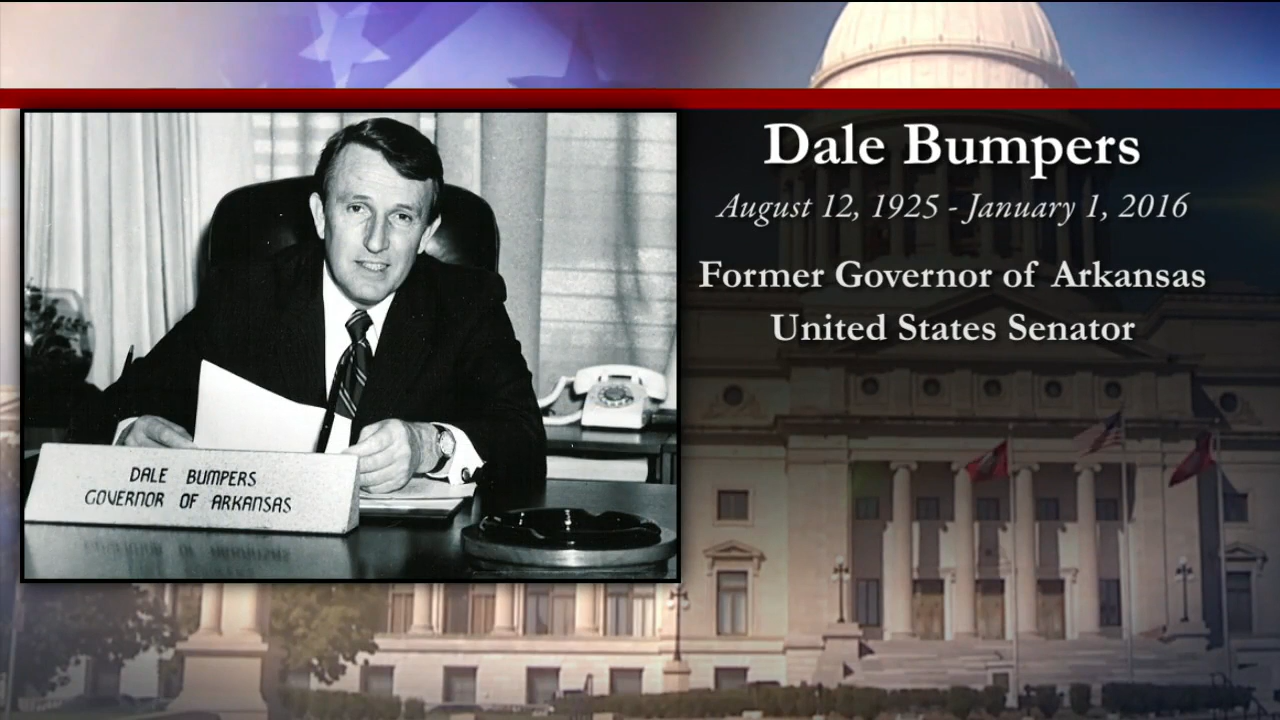 Dale Bumpers
August 12, 1925 - January 1, 2016
Former Governor of Arkansas
United States Senator
DALE BUMPERS
GOVERNOR OF ARKANSAS